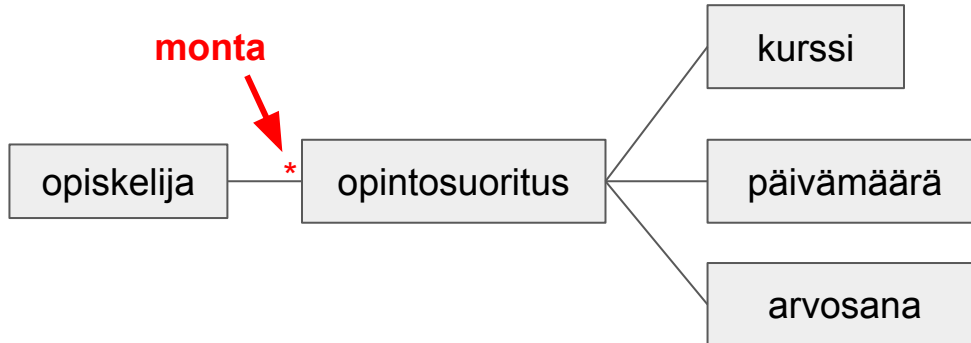 monta
kurssi
opiskelija
*
opintosuoritus
päivämäärä
arvosana